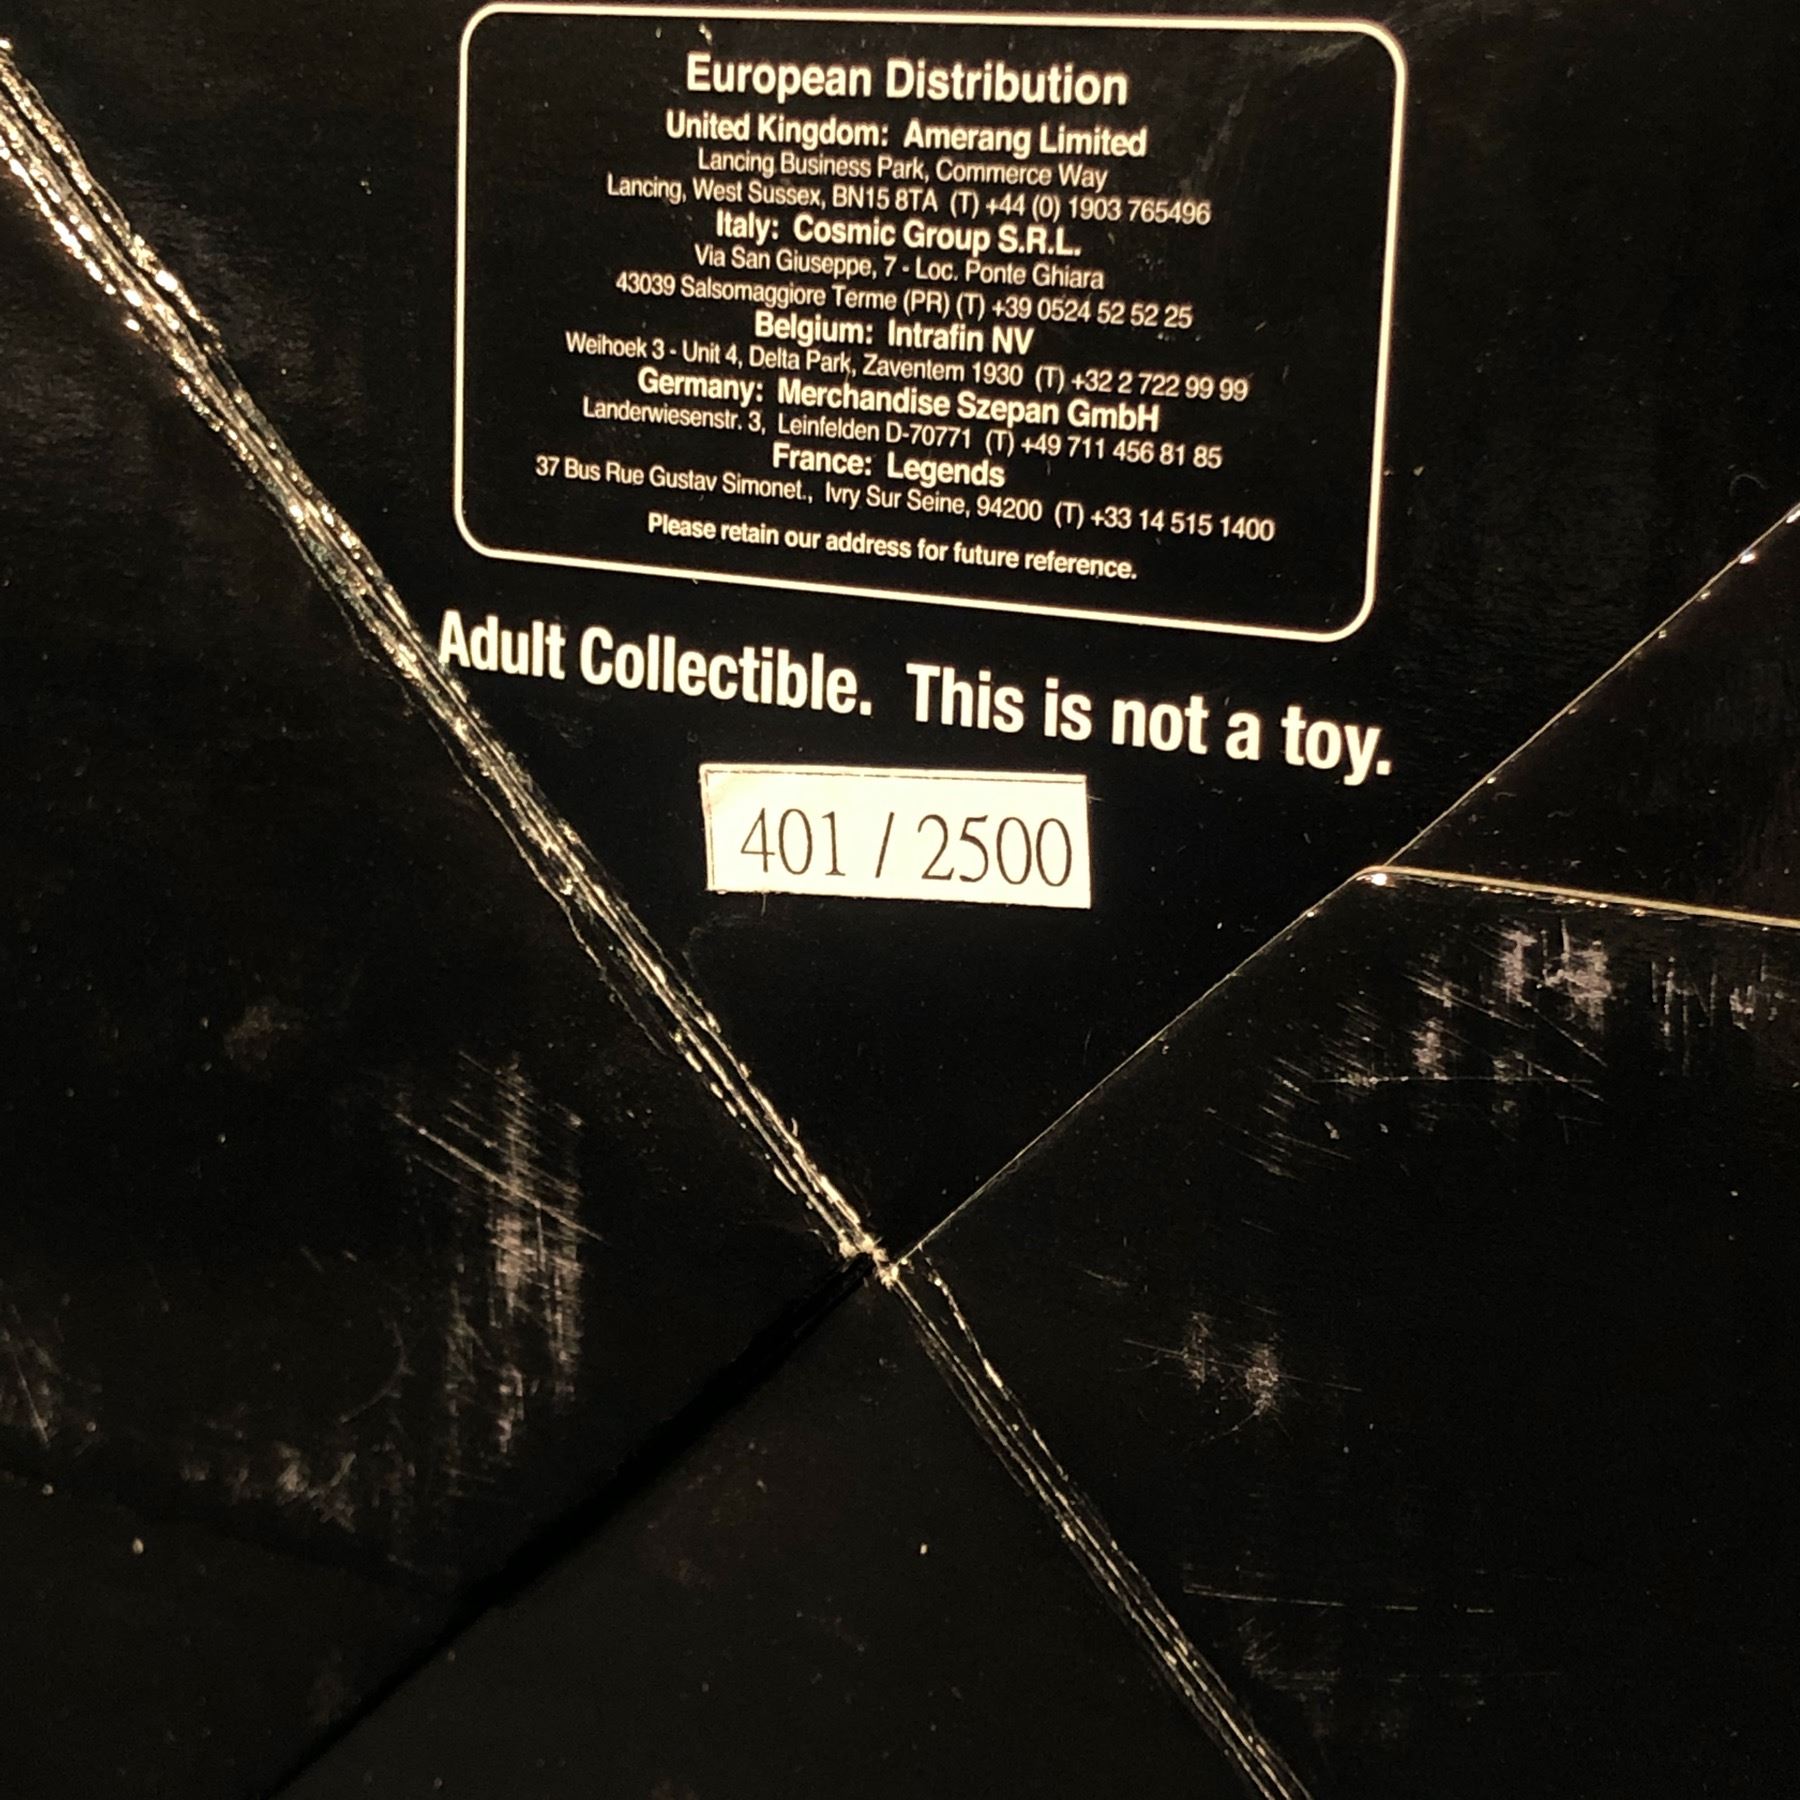 European Distribution
United Kingdom: Amerang Limited
Lancing Business Park, Commerce Way
Lancing, West Sussex, BN15 8TA (T) +44 (0) 1903 765496
Italy: Cosmic Group S.R.L.
Via San Giuseppe, 7 - Loc. Ponte Ghiara
43039 Salsomaggiore Terme (PR) (T) +39 0524 52 52 25
Belgium: Intrafin NV
Weihoek 3 - Unit 4, Delta Park, Zaventem 1930 (T) +32 2 722 99 99
Germany: Merchandise Szepan GmbH
Landerwiesenstr. 3, Leinfelden D-70771 (T) +49 711 456 81 85
France: Legends
37 Bus Rue Gustav Simonet., Ivry Sur Seine, 94200 (T) +33 14 515 1400
Please retain our address for future reference.
Adult Collectible. This is not a toy.
401 / 2500